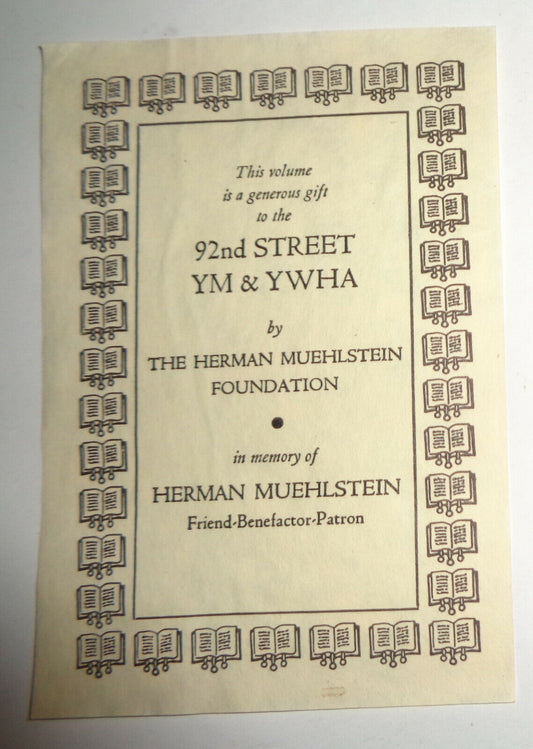 This volume
is a generous gift
to the
92nd STREET
YM & YWHA
by
THE HERMAN MUEHLSTEIN
FOUNDATION
in memory of
HERMAN MUEHLSTEIN
Friend-Benefactor-Patron